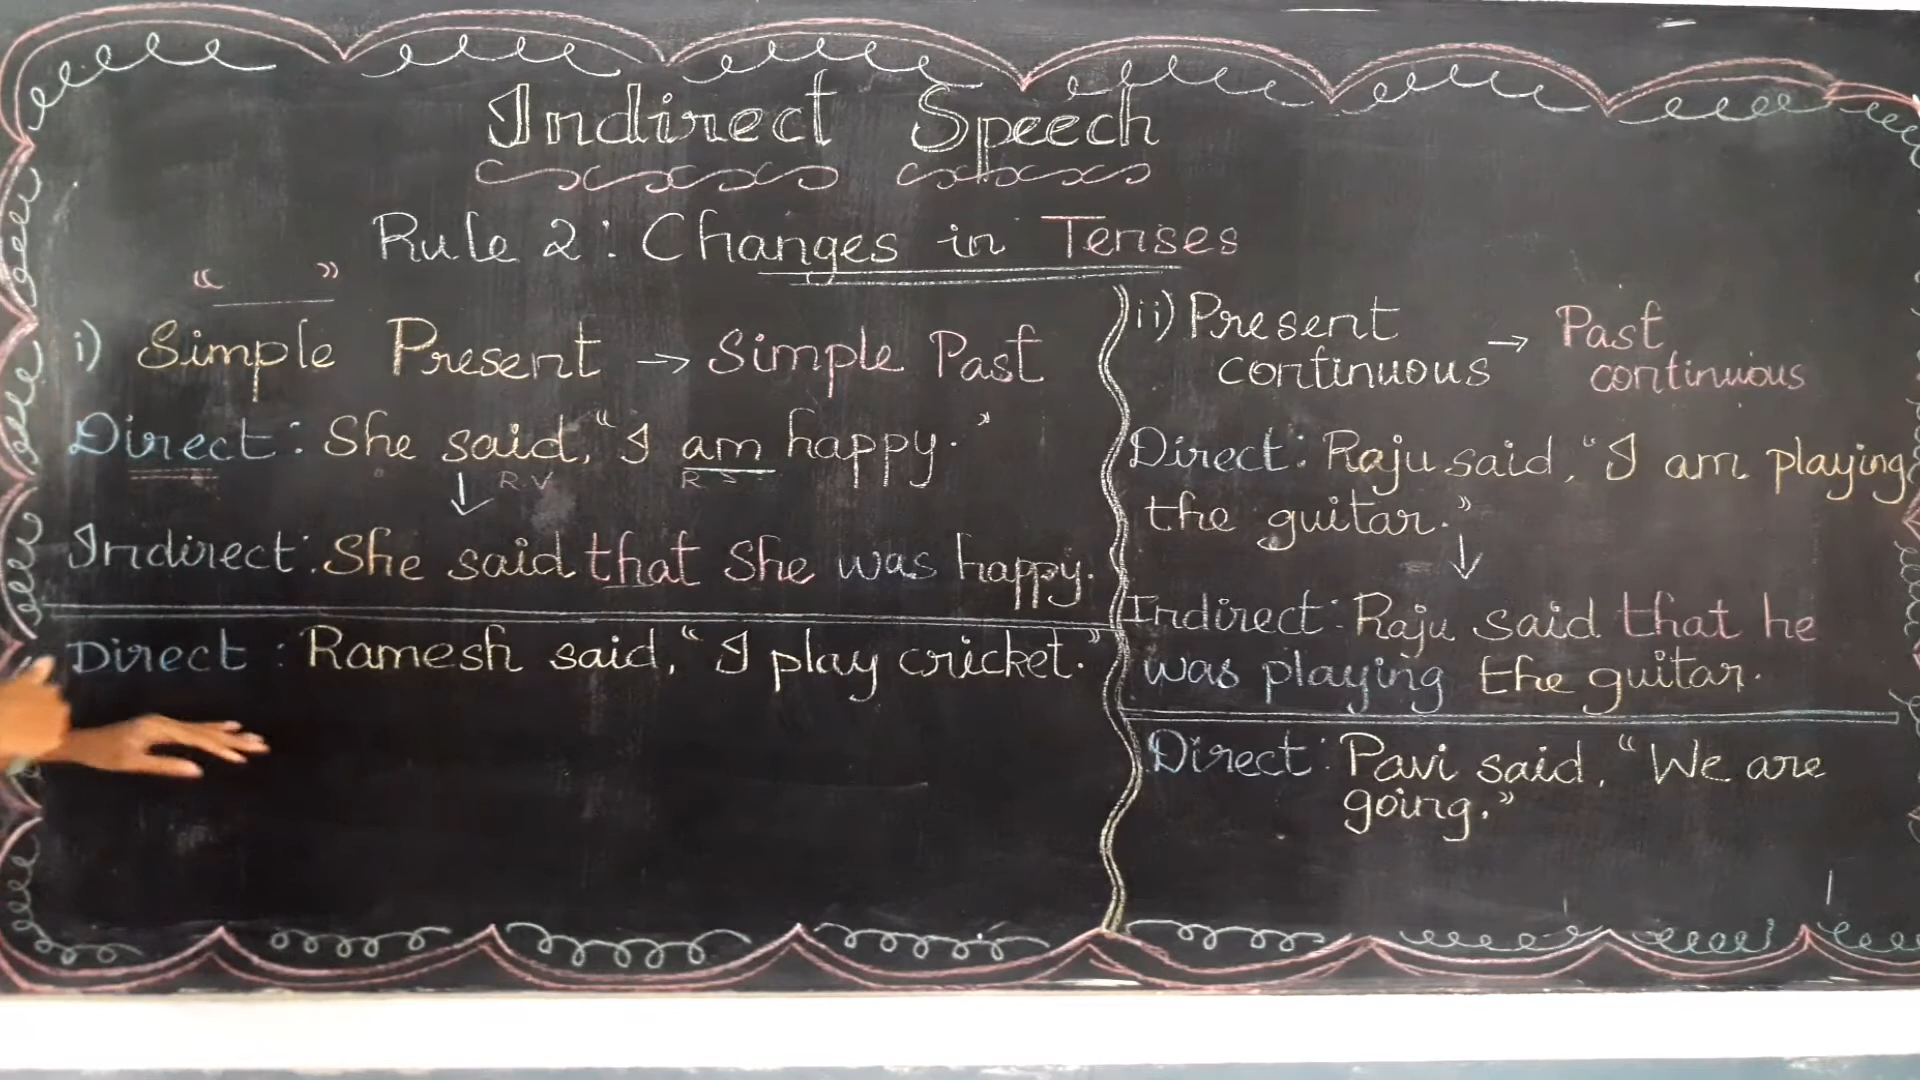 Indirect Speech
Rule 2: Changes in Tenses
“ ”
i) Simple Present → Simple Past
Direct: She said, “I am happy.”
R.V R S
Indirect: She said that she was happy.
Direct: Ramesh said, “I play cricket.”
ii) Present continuous → Past continuous
Direct: Raju said, “I am playing
the guitar.”
Indirect: Raju said that he
was playing the guitar.
Direct: Pavi said, “We are
going.”